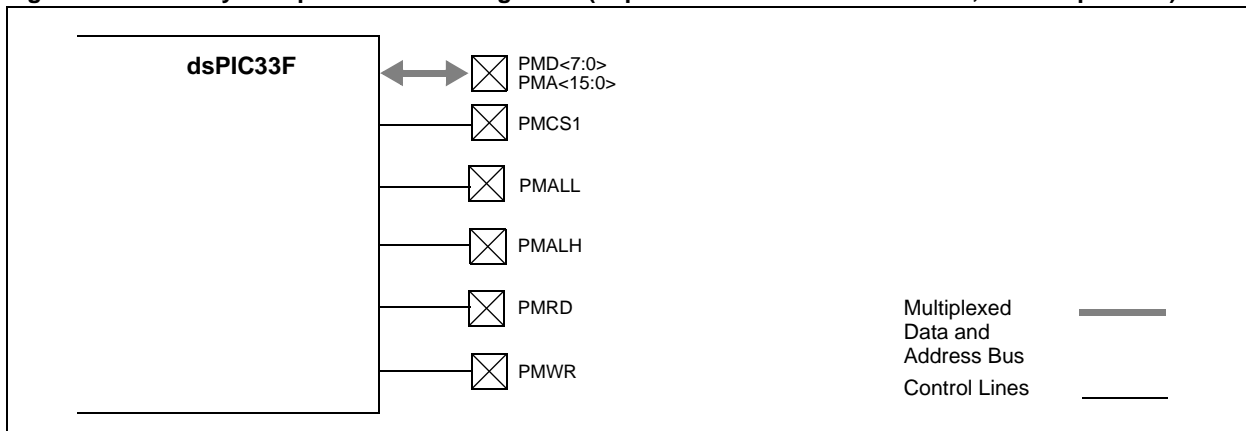 dsPIC33F
PMD<7:0>
PMA<15:0>
PMCS1
PMALL
PMALH
PMRD
PMWR
Multiplexed
Data and
Address Bus
Control Lines